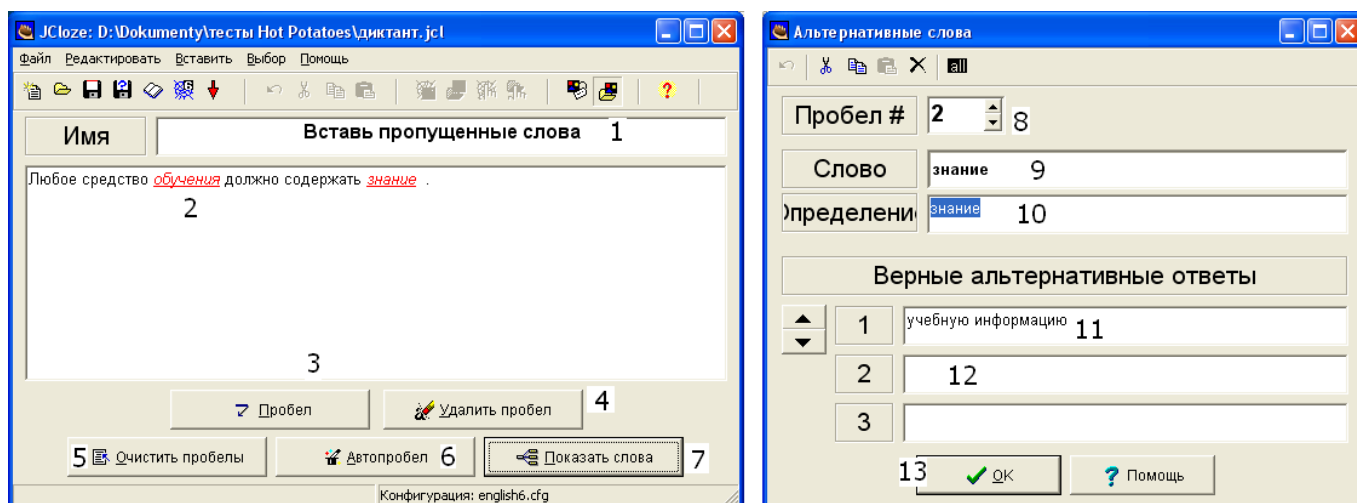 JCloze: D:\Dokumenty\тесты Hot Potatoes\диктант.jcl
Файл Редактировать Вставить Выбор Помощь
Имя
Вставь пропущенные слова 1
Любое средство обучения должно содержать знание .
2
3
Пробел
Удалить пробел 4
5 Очистить пробелы
Автопробел 6
Показать слова 7
Конфигурация: english6.cfg
Альтернативные слова
all
Пробел # 2 8
Слово знание 9
Определени знание 10
Верные альтернативные ответы
1 учебную информацию 11
2 12
3
13 OK
? Помощь